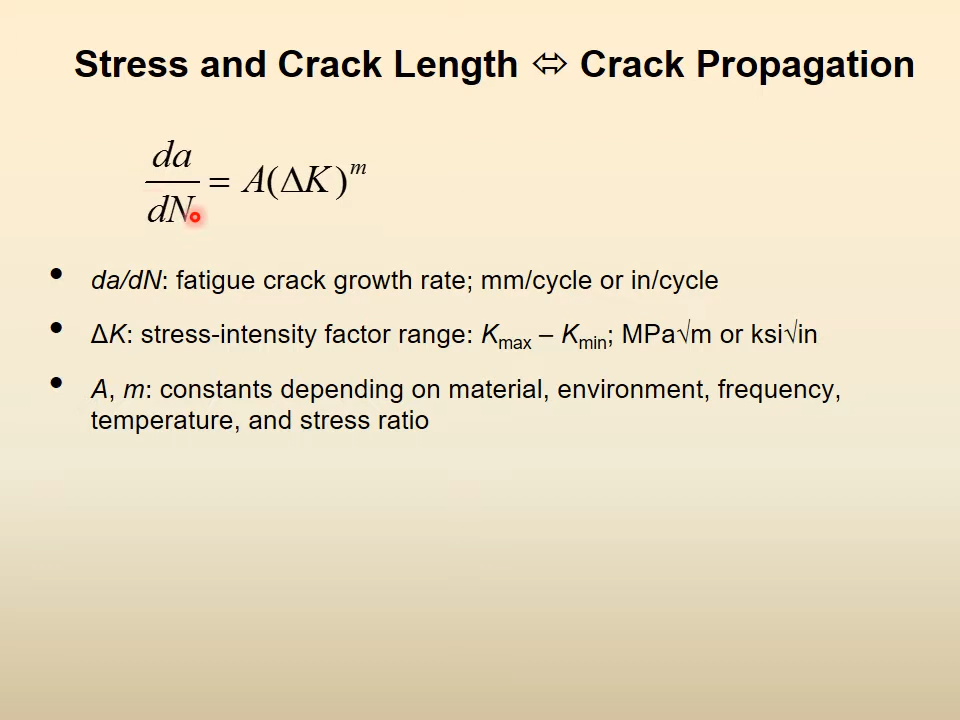 Stress and Crack Length ⇔ Crack Propagation
da/dN = A(ΔK)^m
• da/dN: fatigue crack growth rate; mm/cycle or in/cycle
• ΔK: stress-intensity factor range: Kmax – Kmin; MPa√m or ksi√in
• A, m: constants depending on material, environment, frequency,
temperature, and stress ratio